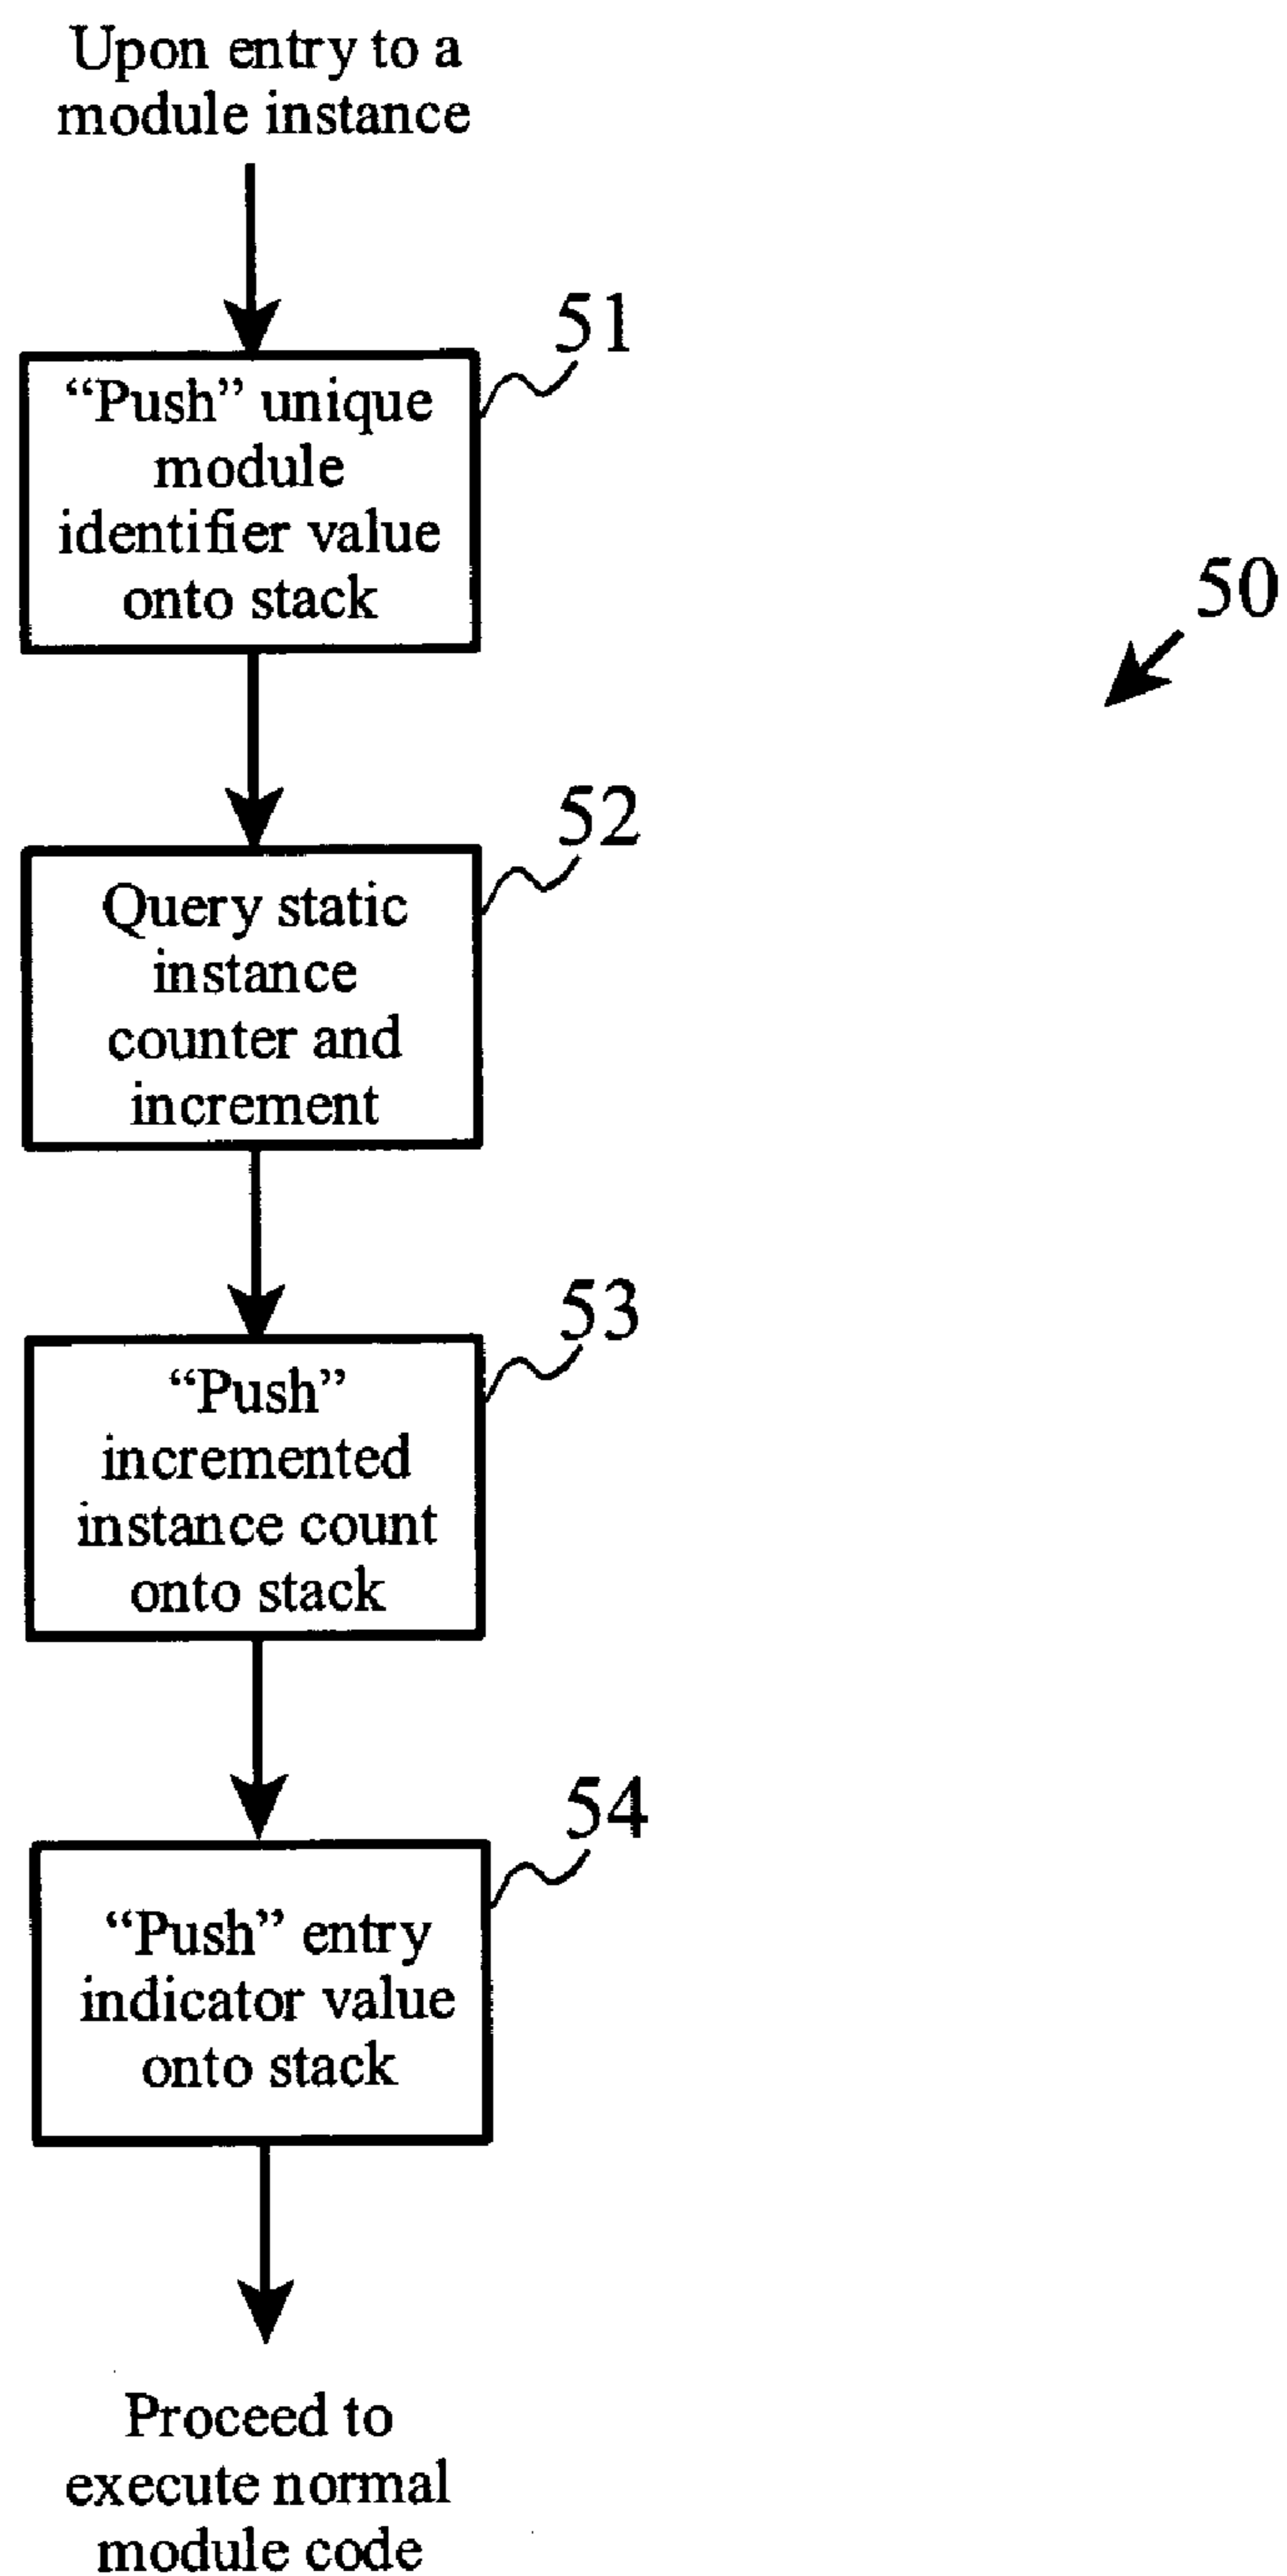 Upon entry to a
module instance
51
“Push” unique
module
identifier value
onto stack
50
52
Query static
instance
counter and
increment
53
“Push”
incremented
instance count
onto stack
54
“Push” entry
indicator value
onto stack
Proceed to
execute normal
module code